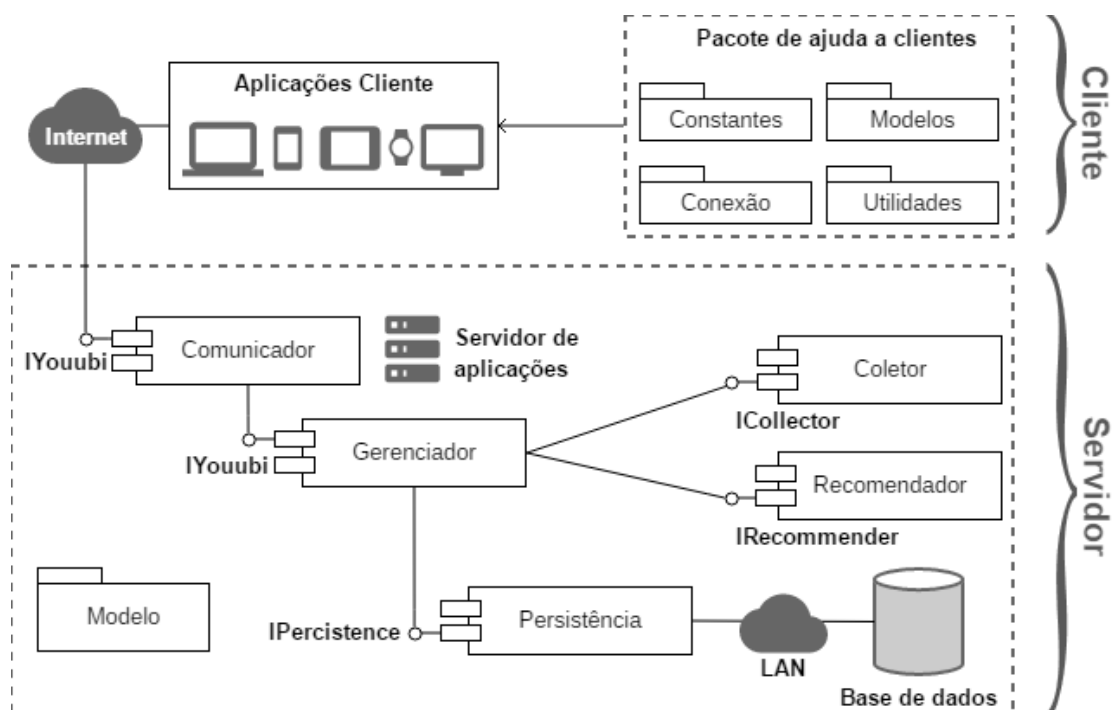 Pacote de ajuda a clientes
Aplicações Cliente
Internet
Constantes
Modelos
Conexão
Utilidades
Cliente
Comunicador
IYouubi
Servidor de
aplicações
Coletor
ICollector
Gerenciador
IYouubi
Recomendador
IRecommender
Servidor
Modelo
Persistência
IPercistence
LAN
Base de dados